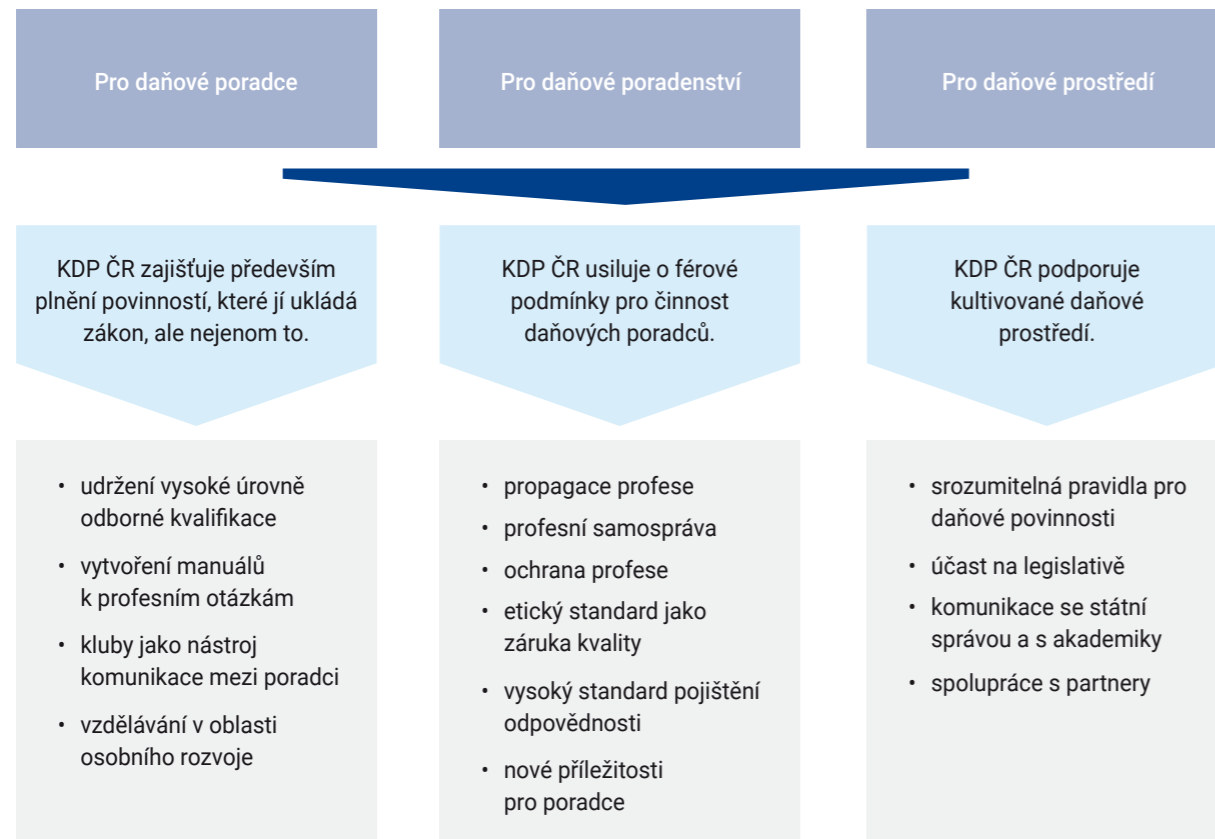 Pro daňové poradce
Pro daňové poradenství
Pro daňové prostředí
KDP ČR zajišťuje především
plnění povinností, které jí ukládá
zákon, ale nejenom to.
KDP ČR usiluje o férové
podmínky pro činnost
daňových poradců.
KDP ČR podporuje
kultivované daňové
prostředí.
• udržení vysoké úrovně
odborné kvalifikace
• vytvoření manuálů
k profesním otázkám
• kluby jako nástroj
komunikace mezi poradci
• vzdělávání v oblasti
osobního rozvoje
• propagace profese
• profesní samospráva
• ochrana profese
• etický standard jako
záruka kvality
• vysoký standard pojištění
odpovědnosti
• nové příležitosti
pro poradce
• srozumitelná pravidla pro
daňové povinnosti
• účast na legislativě
• komunikace se státní
správou a s akademiky
• spolupráce s partnery